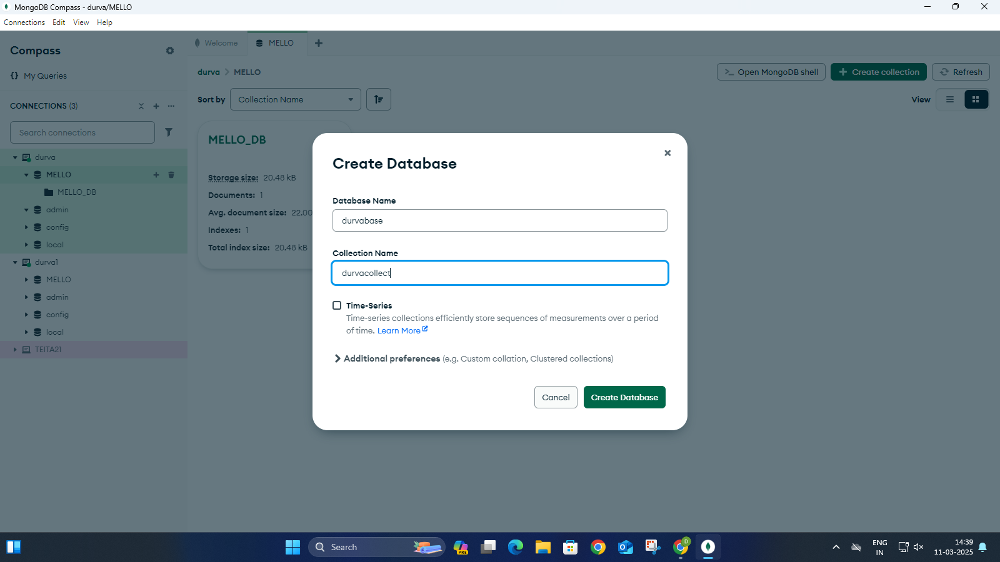 MongoDB Compass - durva/MELLO
Connections Edit View Help
Compass
{} My Queries
CONNECTIONS (3)
Search connections
durva
MELLO
MELLO_DB
admin
config
local
durva1
MELLO
admin
config
local
TEITA21
Welcome MELLO
durva > MELLO
>_ Open MongoDB shell + Create collection Refresh
Sort by Collection Name
View
MELLO_DB
Storage size: 20.48 kB
Documents: 1
Avg. document size: 22.00
Indexes: 1
Total index size: 20.48 kB
Create Database
Database Name
durvabase
Collection Name
durvacollect
Time-Series
Time-series collections efficiently store sequences of measurements over a period
of time. Learn More
Additional preferences (e.g. Custom collation, Clustered collections)
Cancel Create Database
Search
PRE
D
ENG
IN
14:39
11-03-2025